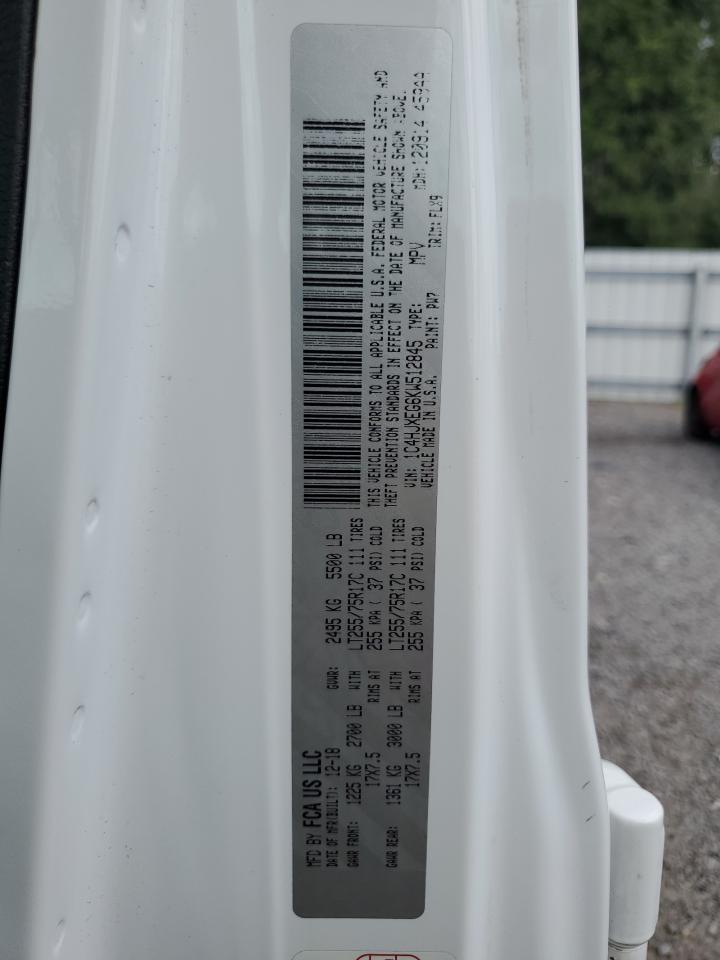 MFD BY FCA US LLC
DATE OF MFR(BUILT): 12-18 GVWR: 2495 KG 5500 LB
GAWR FRONT: 1225 KG 2700 LB WITH LT255/75R17C 111 TIRES
17X7.5 RIMS AT 255 KPA ( 37 PSI) COLD
GAWR REAR: 1361 KG 3000 LB WITH LT255/75R17C 111 TIRES
17X7.5 RIMS AT 255 KPA ( 37 PSI) COLD
THIS VEHICLE CONFORMS TO ALL APPLICABLE U.S.A. FEDERAL MOTOR VEHICLE SAFETY AND
THEFT PREVENTION STANDARDS IN EFFECT ON THE DATE OF MANUFACTURE SHOWN ABOVE.
VIN: 1C4HJXEG6KW512845 TYPE: MPV MDH:
VEHICLE MADE IN U.S.A. PAINT: PW7 TRIM: FLX9